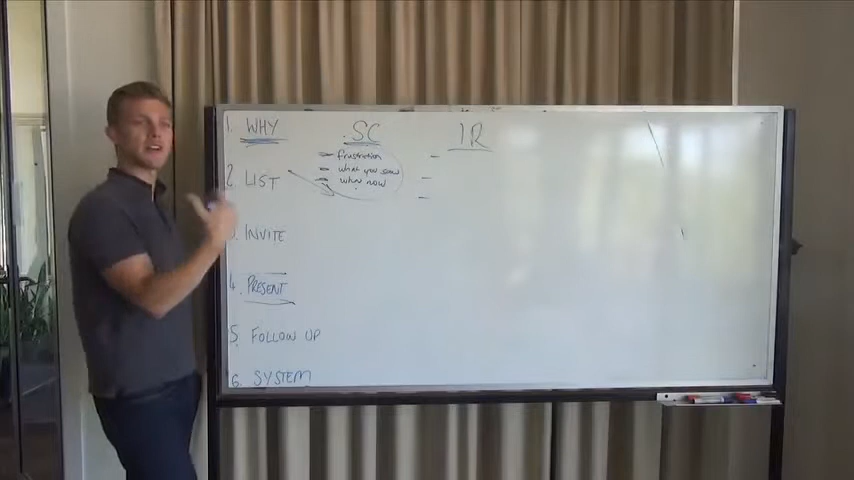 1. WHY
2. LIST
3. INVITE
4. PRESENT
5. FOLLOW UP
6. SYSTEM
SC
- frustration
- what you saw
- why now
IR
-
-
-